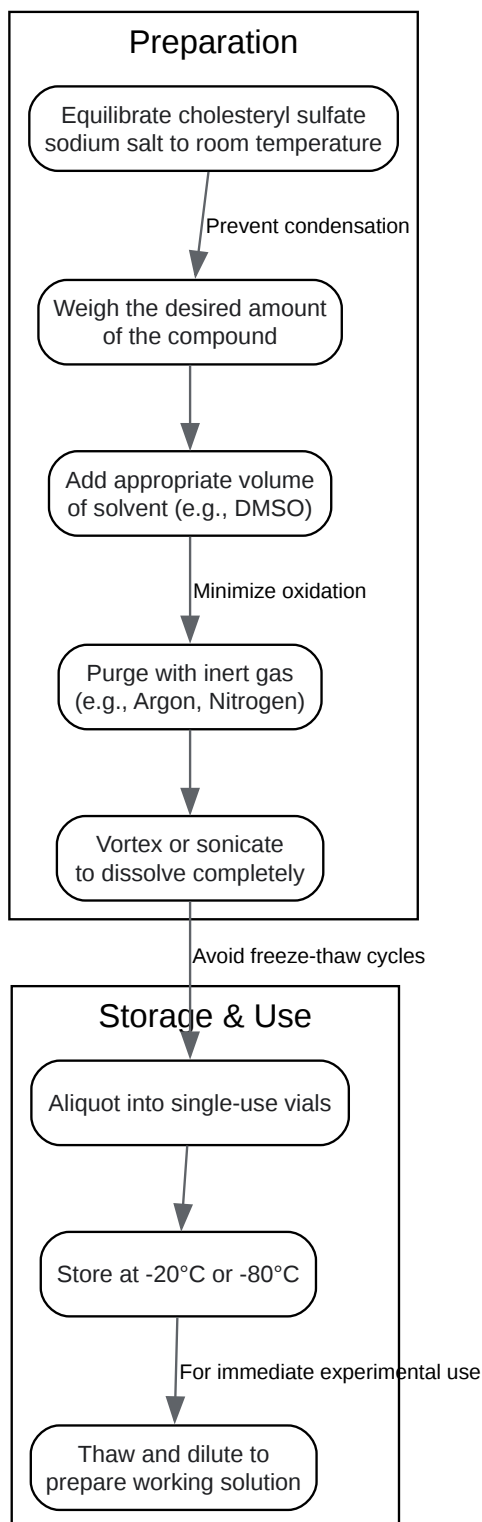 Preparation
Equilibrate cholesteryl sulfate
sodium salt to room temperature
Prevent condensation
Weigh the desired amount
of the compound
Add appropriate volume
of solvent (e.g., DMSO)
Minimize oxidation
Purge with inert gas
(e.g., Argon, Nitrogen)
Vortex or sonicate
to dissolve completely
Avoid freeze-thaw cycles
Storage & Use
Aliquot into single-use vials
Store at -20°C or -80°C
For immediate experimental use
Thaw and dilute to
prepare working solution